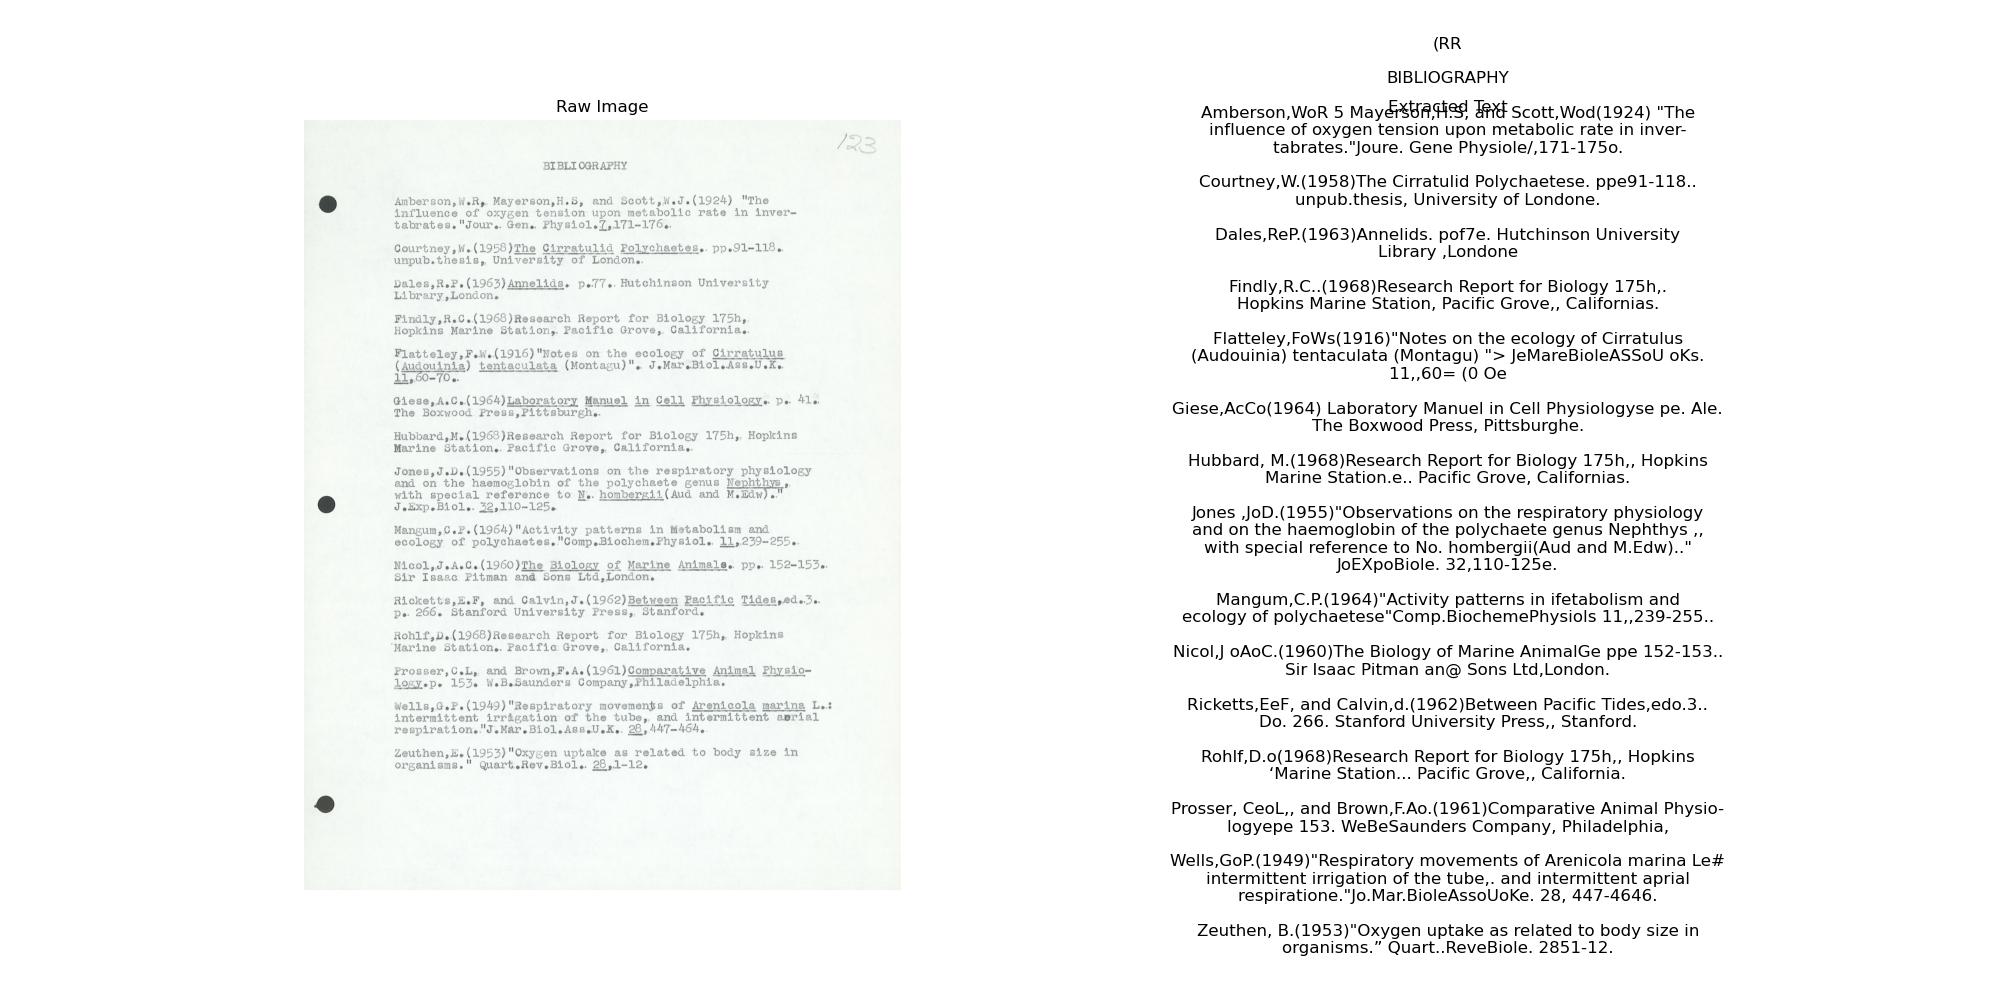 Raw Image
123
BIBLIOGRAPHY
Amberson,W.R, Mayerson,H.S, and Scott,W.J.(1924) "The
influence of oxygen tension upon metabolic rate in inver-
tabrates."Jour. Gen. Physiol.7,171-176.
Courtney,W.(1958)The Cirratulid Polychaetes. pp.91-118.
unpub.thesis, University of London.
Dales,R.P.(1963)Annelids. p.77. Hutchinson University
Library,London.
Findly,R.C.(1968)Research Report for Biology 175h,
Hopkins Marine Station, Pacific Grove, California.
Flatteley,F.W.(1916)"Notes on the ecology of Cirratulus
(Audouinia) tentaculata (Montagu)". J.Mar.Biol.Ass.U.K.
11,60-70.
Giese,A.C.(1964)Laboratory Manuel in Cell Physiology. p. 41.
The Boxwood Press,Pittsburgh.
Hubbard,M.(1968)Research Report for Biology 175h, Hopkins
Marine Station. Pacific Grove, California.
Jones,J.D.(1955)"Observations on the respiratory physiology
and on the haemoglobin of the polychaete genus Nephthys,
with special reference to N. hombergii(Aud and M.Edw)."
J.Exp.Biol. 32,110-125.
Mangum,C.P.(1964)"Activity patterns in Metabolism and
ecology of polychaetes."Comp.Biochem.Physiol. 11,239-255.
Nicol,J.A.C.(1960)The Biology of Marine Animals. pp. 152-153.
Sir Isaac Pitman and Sons Ltd,London.
Ricketts,E.F, and Calvin,J.(1962)Between Pacific Tides,ed.3.
p. 266. Stanford University Press, Stanford.
Rohlf,D.(1968)Research Report for Biology 175h, Hopkins
Marine Station. Pacific Grove, California.
Prosser,C.L, and Brown,F.A.(1961)Comparative Animal Physio-
logy.p. 153. W.B.Saunders Company,Philadelphia.
Wells,G.P.(1949)"Respiratory movements of Arenicola marina L.:
intermittent irrigation of the tube, and intermittent aerial
respiration."J.Mar.Biol.Ass.U.K. 28,447-464.
Zeuthen,E.(1953)"Oxygen uptake as related to body size in
organisms." Quart.Rev.Biol. 28,1-12.
(RR
BIBLIOGRAPHY
Extracted Text
Amberson,WoR 5 Mayerson,H.S, and Scott,Wod(1924) "The
influence of oxygen tension upon metabolic rate in inver-
tabrates."Joure. Gene Physiole/,171-175o.
Courtney,W.(1958)The Cirratulid Polychaetese. ppe91-118..
unpub.thesis, University of Londone.
Dales,ReP.(1963)Annelids. pof7e. Hutchinson University
Library ,Londone
Findly,R.C..(1968)Research Report for Biology 175h,.
Hopkins Marine Station, Pacific Grove,, Californias.
Flatteley,FoWs(1916)"Notes on the ecology of Cirratulus
(Audouinia) tentaculata (Montagu) "> JeMareBioleASSoU oKs.
11,,60= (0 Oe
Giese,AcCo(1964) Laboratory Manuel in Cell Physiologyse pe. Ale.
The Boxwood Press, Pittsburghe.
Hubbard, M.(1968)Research Report for Biology 175h,, Hopkins
Marine Station.e.. Pacific Grove, Californias.
Jones ,JoD.(1955)"Observations on the respiratory physiology
and on the haemoglobin of the polychaete genus Nephthys ,,
with special reference to No. hombergii(Aud and M.Edw).."
JoEXpoBiole. 32,110-125e.
Mangum,C.P.(1964)"Activity patterns in ifetabolism and
ecology of polychaetese"Comp.BiochemePhysiols 11,,239-255..
Nicol,J oAoC.(1960)The Biology of Marine AnimalGe ppe 152-153..
Sir Isaac Pitman an@ Sons Ltd,London.
Ricketts,EeF, and Calvin,d.(1962)Between Pacific Tides,edo.3..
Do. 266. Stanford University Press,, Stanford.
Rohlf,D.o(1968)Research Report for Biology 175h,, Hopkins
‘Marine Station... Pacific Grove,, California.
Prosser, CeoL,, and Brown,F.Ao.(1961)Comparative Animal Physio-
logyepe 153. WeBeSaunders Company, Philadelphia,
Wells,GoP.(1949)"Respiratory movements of Arenicola marina Le#
intermittent irrigation of the tube,. and intermittent aprial
respiratione."Jo.Mar.BioleAssoUoKe. 28, 447-4646.
Zeuthen, B.(1953)"Oxygen uptake as related to body size in
organisms.” Quart..ReveBiole. 2851-12.